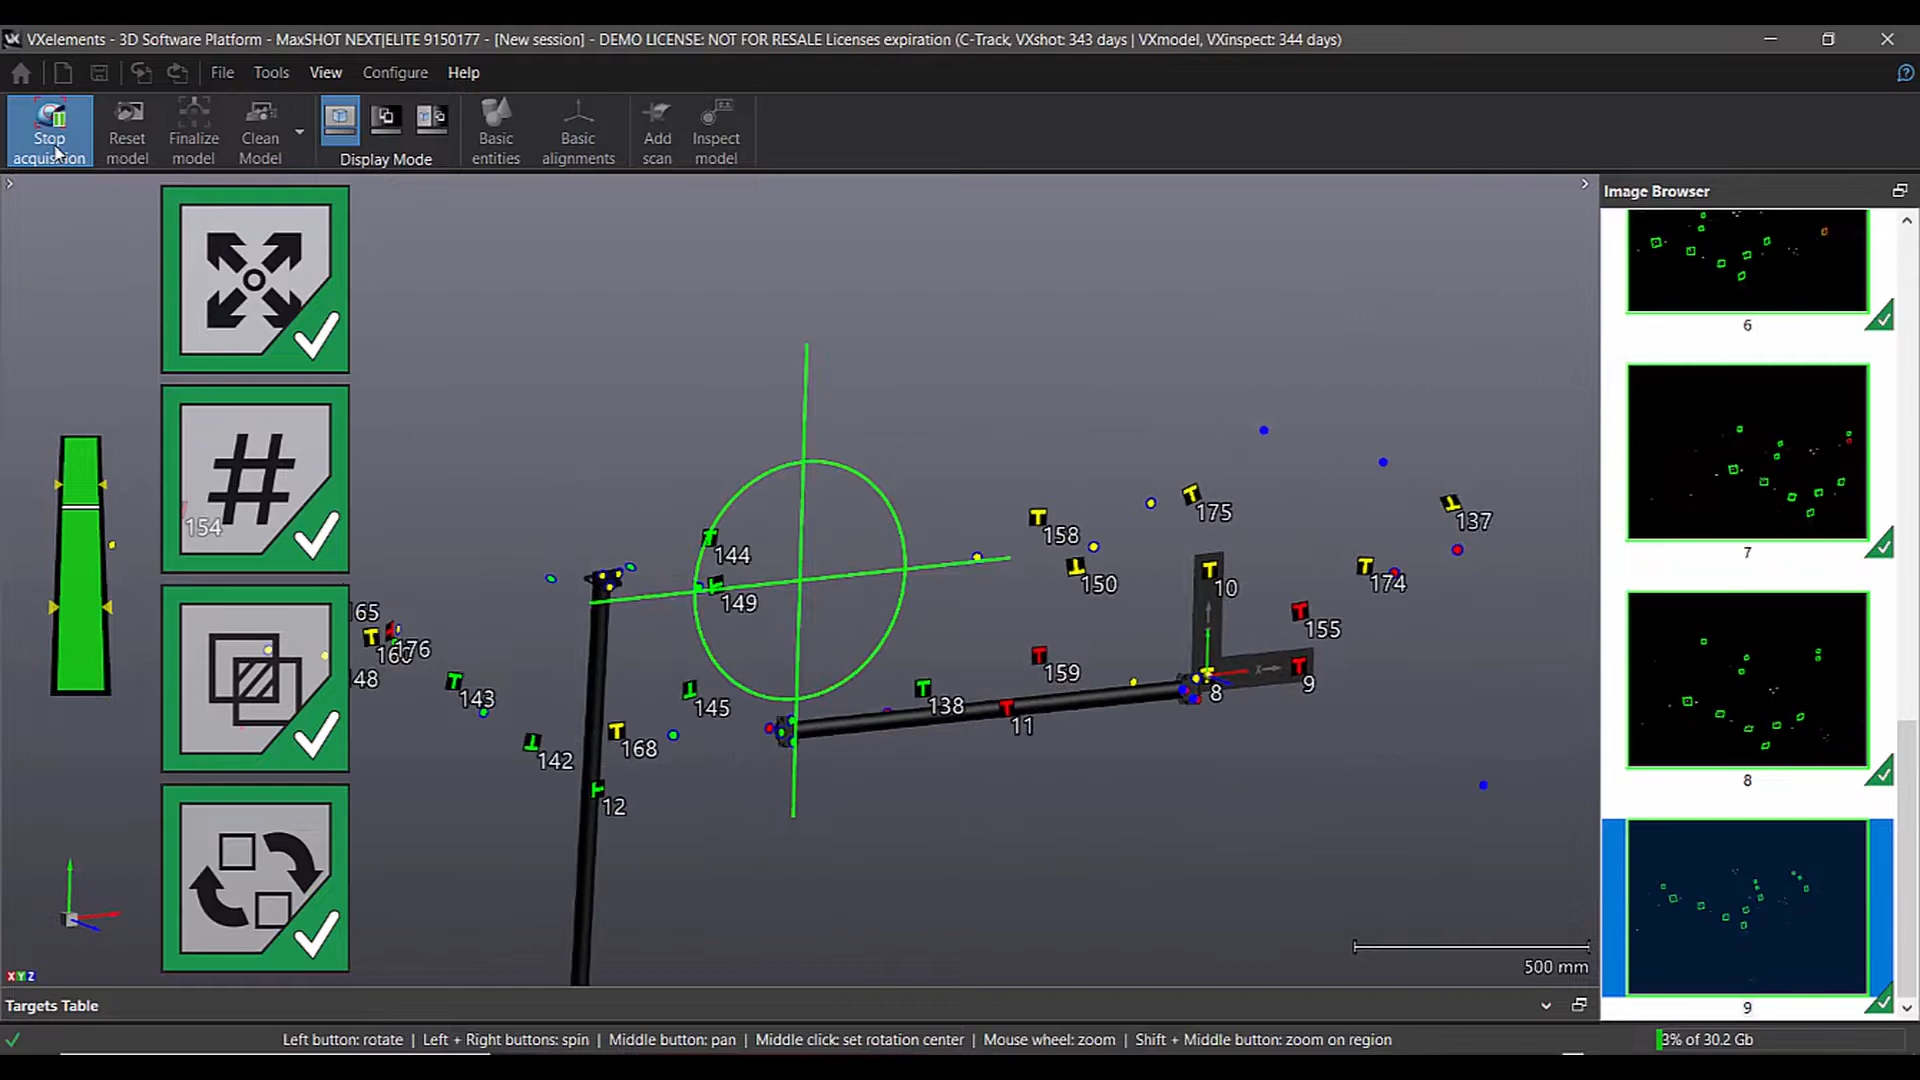 VXelements - 3D Software Platform - MaxSHOT NEXT|ELITE 9150177 - [New session] - DEMO LICENSE: NOT FOR RESALE Licenses expiration (C-Track, VXshot: 343 days | VXmodel, VXinspect: 344 days)
File Tools View Configure Help
Stop acquisition
Reset model
Finalize model
Clean Model
Display Mode
Basic entities
Basic alignments
Add scan
Inspect model
Image Browser
6
7
8
9
#
154
144
149
158
150
175
137
174
10
155
159
9
8
138
11
145
143
142
168
12
65
48
176
X
500 mm
XYZ
Targets Table
Left button: rotate | Left + Right buttons: spin | Middle button: pan | Middle click: set rotation center | Mouse wheel: zoom | Shift + Middle button: zoom on region
3% of 30.2 Gb